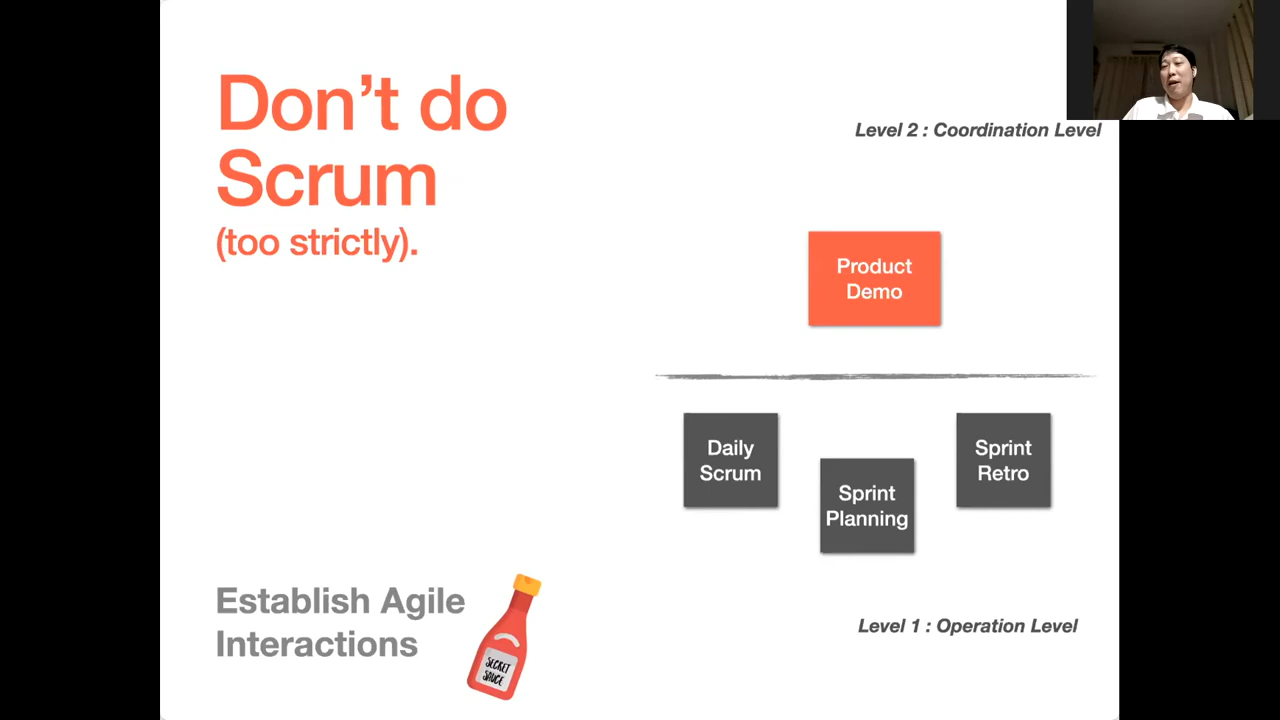 Don't do
Scrum
(too strictly).
Level 2 : Coordination Level
Product
Demo
Daily
Scrum
Sprint
Planning
Sprint
Retro
Level 1 : Operation Level
Establish Agile
Interactions
SECRET
SAUCE